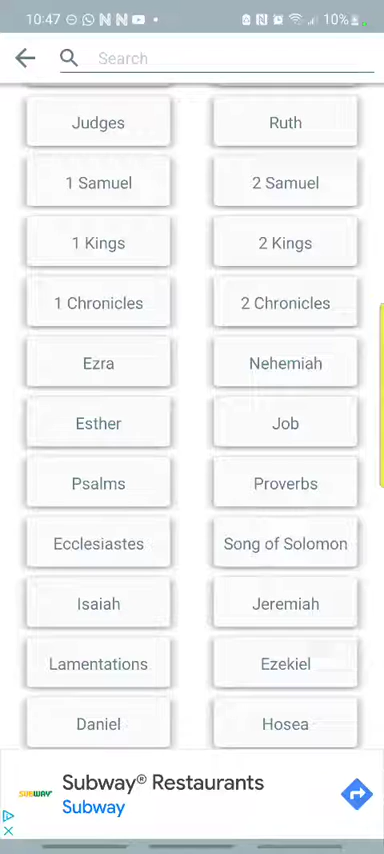 10:47 10%
Search
Judges Ruth
1 Samuel 2 Samuel
1 Kings 2 Kings
1 Chronicles 2 Chronicles
Ezra Nehemiah
Esther Job
Psalms Proverbs
Ecclesiastes Song of Solomon
Isaiah Jeremiah
Lamentations Ezekiel
Daniel Hosea
SUBWAY Subway® Restaurants
Subway